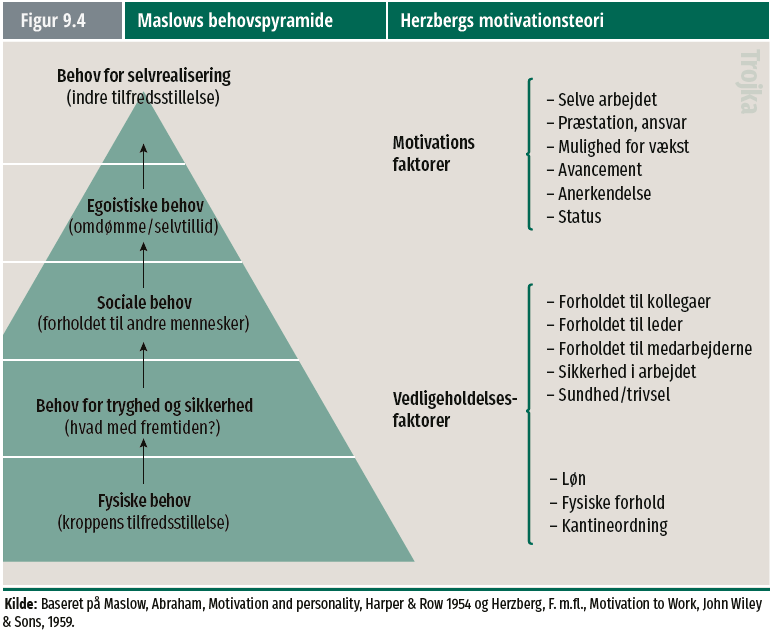 Figur 9.4
Maslows behovspyramide
Herzbergs motivationsteori
Trojka
Behov for selvrealisering
(indre tilfredsstillelse)
Egoistiske behov
(omdømme/selvtillid)
Sociale behov
(forholdet til andre mennesker)
Behov for tryghed og sikkerhed
(hvad med fremtiden?)
Fysiske behov
(kroppens tilfredsstillelse)
Motivations
faktorer
– Selve arbejdet
– Præstation, ansvar
– Mulighed for vækst
– Avancement
– Anerkendelse
– Status
Vedligeholdelses-
faktorer
– Forholdet til kollegaer
– Forholdet til leder
– Forholdet til medarbejderne
– Sikkerhed i arbejdet
– Sundhed/trivsel
– Løn
– Fysiske forhold
– Kantineordning
Kilde: Baseret på Maslow, Abraham, Motivation and personality, Harper & Row 1954 og Herzberg, F. m.fl., Motivation to Work, John Wiley
& Sons, 1959.